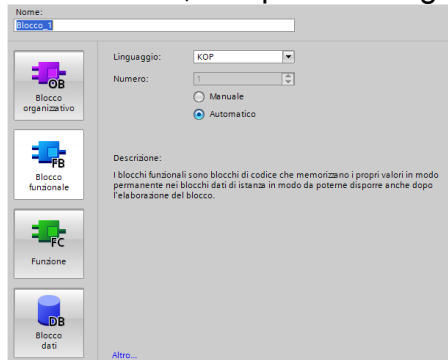 Nome:
Blocco_1
OB
Blocco
organizzativo
FB
Blocco
funzionale
FC
Funzione
DB
Blocco
dati
Linguaggio: KOP
Numero: 1
Manuale
Automatico
Descrizione:
I blocchi funzionali sono blocchi di codice che memorizzano i propri valori in modo
permanente nei blocchi dati di istanza in modo da poterne disporre anche dopo
l'elaborazione del blocco.
Altro...